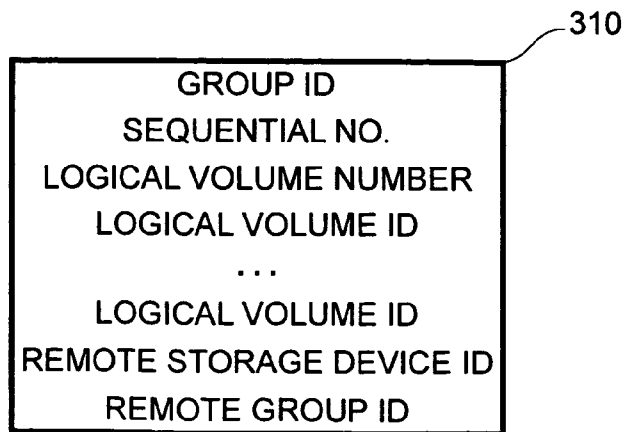 310
GROUP ID
SEQUENTIAL NO.
LOGICAL VOLUME NUMBER
LOGICAL VOLUME ID
...
LOGICAL VOLUME ID
REMOTE STORAGE DEVICE ID
REMOTE GROUP ID